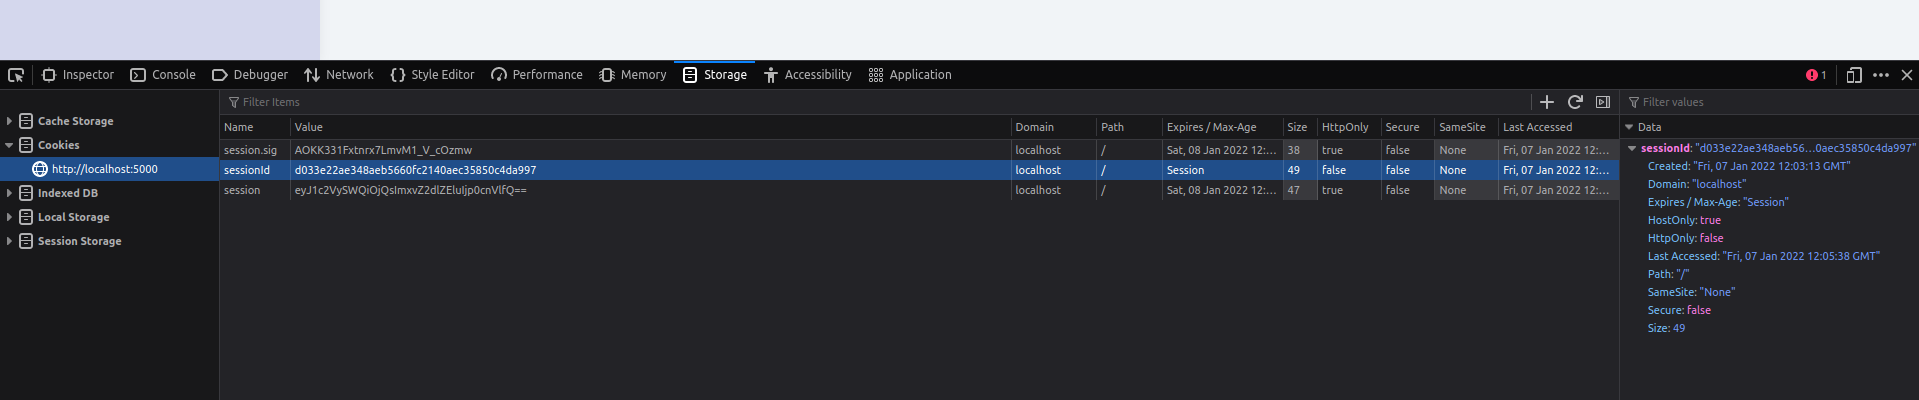 Inspector Console Debugger Network Style Editor Performance Memory Storage Accessibility Application 1
Filter Items Filter values
Cache Storage
Cookies
http://localhost:5000
Indexed DB
Local Storage
Session Storage
Name Value Domain Path Expires / Max-Age Size HttpOnly Secure SameSite Last Accessed
session.sig AOKK331Fxtnrx7LmvM1_V_cOzmw localhost / Sat, 08 Jan 2022 12:... 38 true false None Fri, 07 Jan 2022 12:...
sessionId d033e22ae348aeb5660fc2140aec35850c4da997 localhost / Session 49 false false None Fri, 07 Jan 2022 12:...
session eyJ1c2VySWQiOjQsImxvZ2dlZEluIjp0cnVlfQ== localhost / Sat, 08 Jan 2022 12:... 47 true false None Fri, 07 Jan 2022 12:...
Data
sessionId: "d033e22ae348aeb56...0aec35850c4da997"
Created: "Fri, 07 Jan 2022 12:03:13 GMT"
Domain: "localhost"
Expires / Max-Age: "Session"
HostOnly: true
HttpOnly: false
Last Accessed: "Fri, 07 Jan 2022 12:05:38 GMT"
Path: "/"
SameSite: "None"
Secure: false
Size: 49